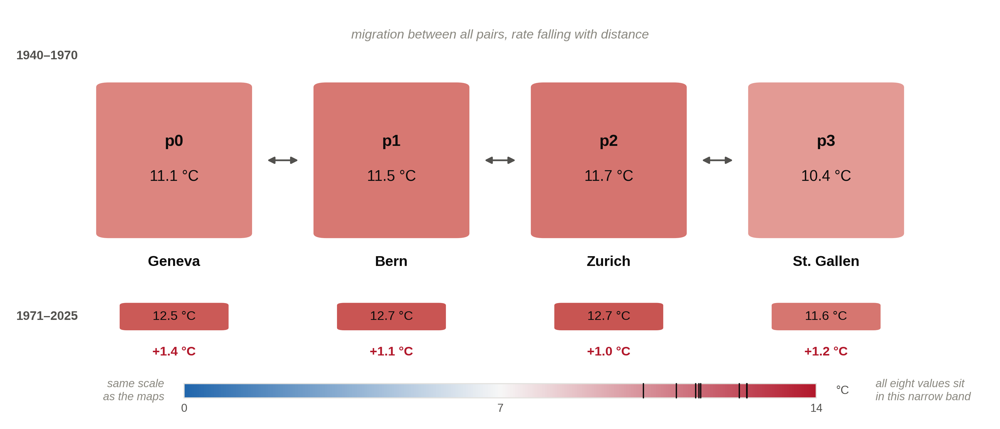 migration between all pairs, rate falling with distance
1940–1970
p0
11.1 °C
p1
11.5 °C
p2
11.7 °C
p3
10.4 °C
Geneva
Bern
Zurich
St. Gallen
1971–2025
12.5 °C
12.7 °C
12.7 °C
11.6 °C
+1.4 °C
+1.1 °C
+1.0 °C
+1.2 °C
same scale
as the maps
0
7
14
°C
all eight values sit
in this narrow band